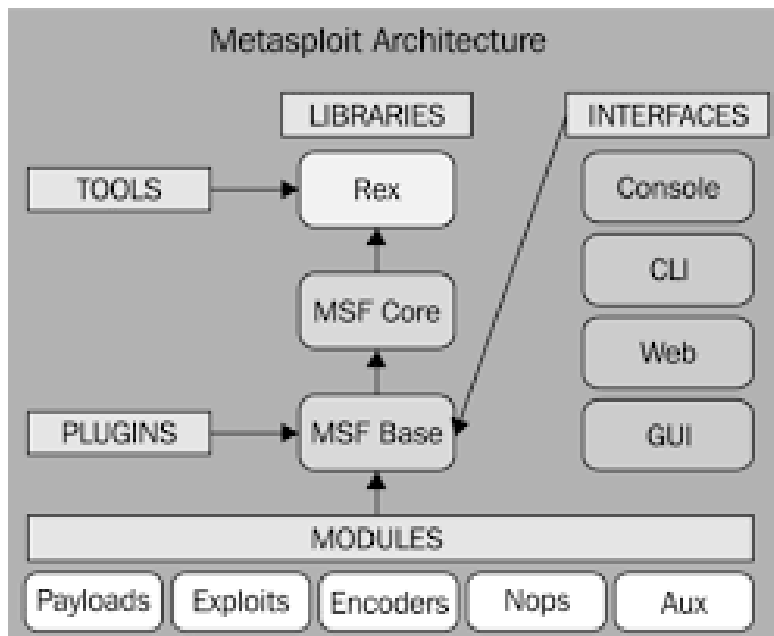 Metasploit Architecture
LIBRARIES
INTERFACES
TOOLS
Rex
Console
CLI
MSF Core
Web
PLUGINS
MSF Base
GUI
MODULES
Payloads
Exploits
Encoders
Nops
Aux